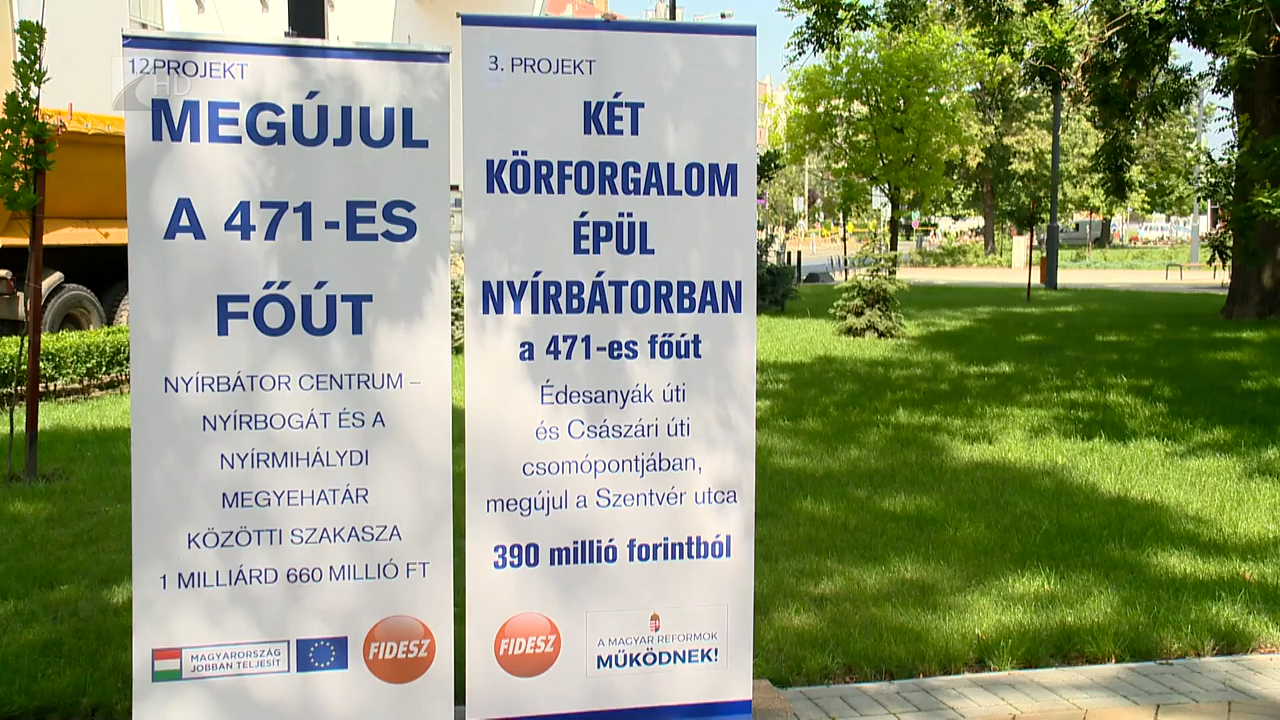 12.PROJEKT
HD
MEGÚJUL
A 471-ES
FŐÚT
NYÍRBÁTOR CENTRUM –
NYÍRBOGÁT ÉS A
NYÍRMIHÁLYDI
MEGYEHATÁR
KÖZÖTTI SZAKASZA
1 MILLIÁRD 660 MILLIÓ FT
MAGYARORSZÁG
JOBBAN TELJESÍT
FIDESZ
3. PROJEKT
KÉT
KÖRFORGALOM
ÉPÜL
NYÍRBÁTORBAN
a 471-es főút
Édesanyák úti
és Császári úti
csomópontjában,
megújul a Szentvér utca
390 millió forintból
FIDESZ
A MAGYAR REFORMOK
MŰKÖDNEK!